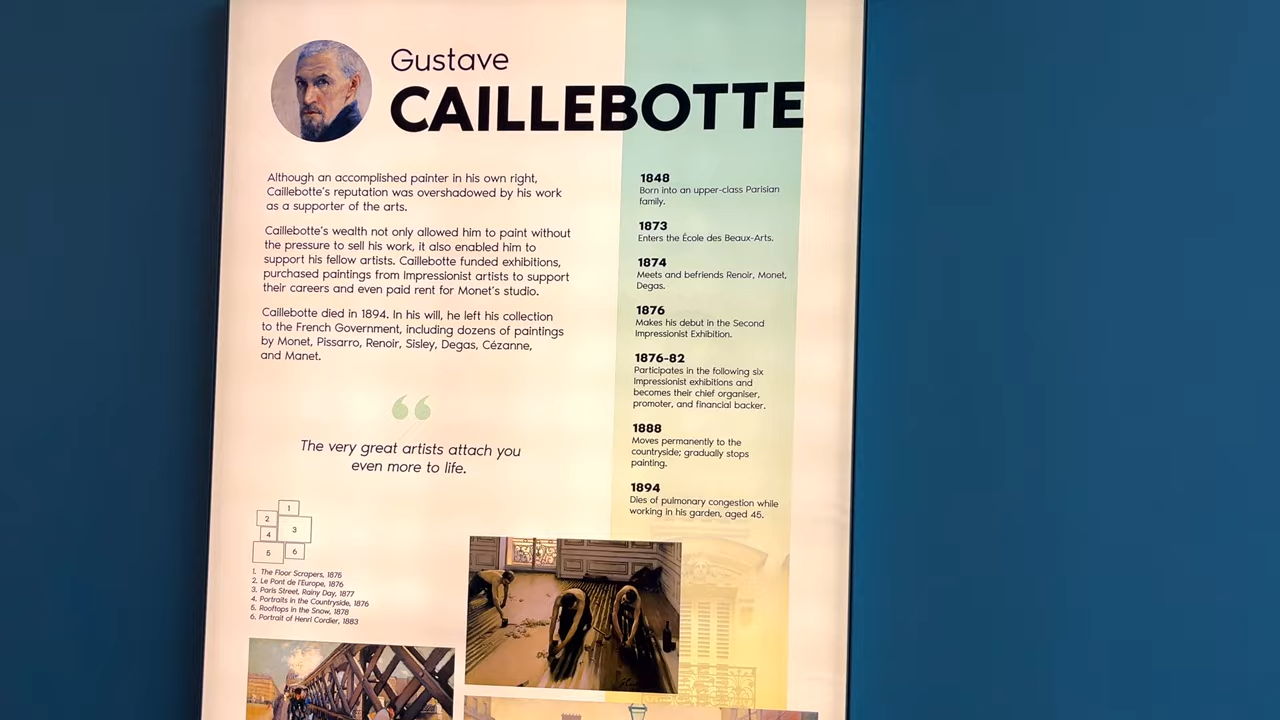 Gustave
CAILLEBOTTE
Although an accomplished painter in his own right,
Caillebotte's reputation was overshadowed by his work
as a supporter of the arts.
Caillebotte's wealth not only allowed him to paint without
the pressure to sell his work, it also enabled him to
support his fellow artists. Caillebotte funded exhibitions,
purchased paintings from Impressionist artists to support
their careers and even paid rent for Monet's studio.
Caillebotte died in 1894. In his will, he left his collection
to the French Government, including dozens of paintings
by Monet, Pissarro, Renoir, Sisley, Degas, Cézanne,
and Manet.
“
The very great artists attach you
even more to life.
1
2
3
4
5
6
1. The Floor Scrapers, 1876
2. Le Pont de l'Europe, 1876
3. Paris Street, Rainy Day, 1877
4. Portraits in the Countryside, 1876
5. Rooftops in the Snow, 1878
6. Portrait of Henri Cordier, 1883
1848
Born into an upper-class Parisian
family.
1873
Enters the École des Beaux-Arts.
1874
Meets and befriends Renoir, Monet,
Degas.
1876
Makes his debut in the Second
Impressionist Exhibition.
1876-82
Participates in the following six
Impressionist exhibitions and
becomes their chief organiser,
promoter, and financial backer.
1888
Moves permanently to the
countryside; gradually stops
painting.
1894
Dies of pulmonary congestion while
working in his garden, aged 45.